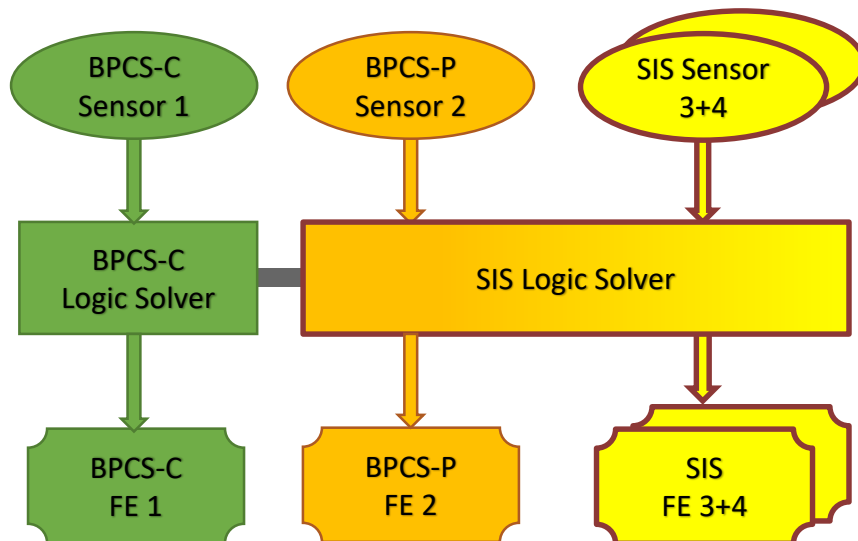 BPCS-C
Sensor 1
BPCS-P
Sensor 2
SIS Sensor
3+4
BPCS-C
Logic Solver
SIS Logic Solver
BPCS-C
FE 1
BPCS-P
FE 2
SIS
FE 3+4